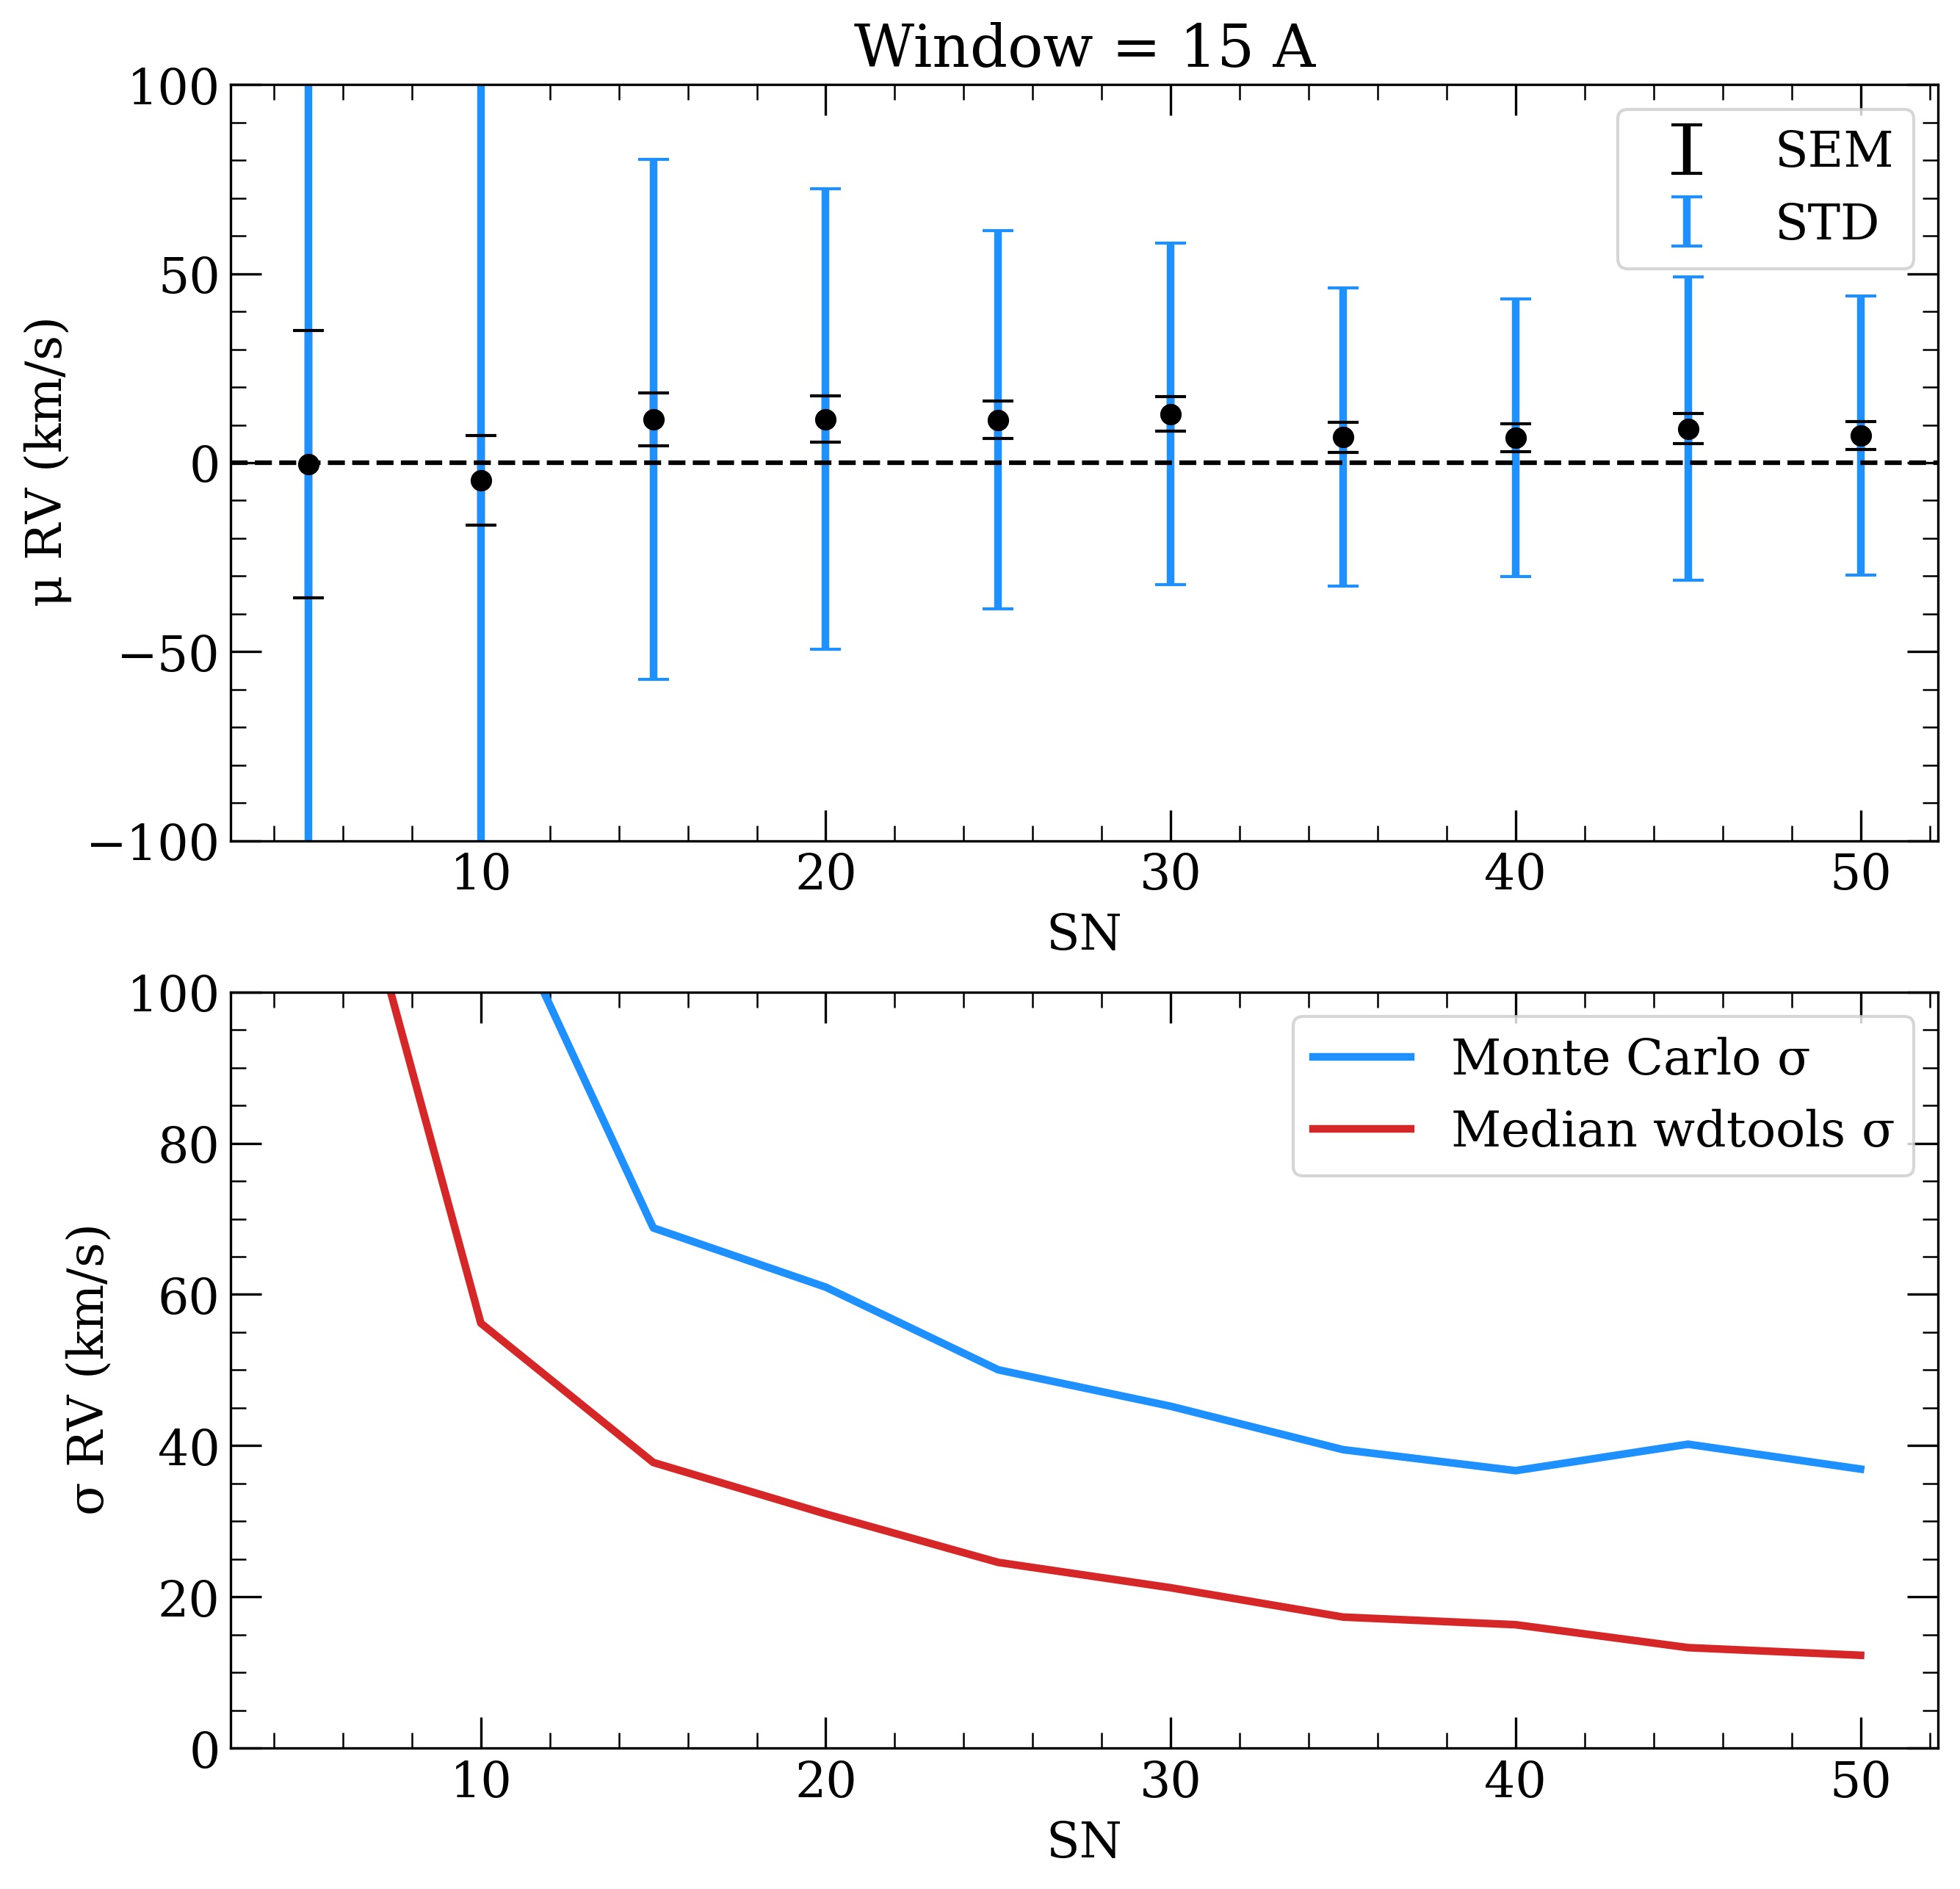 Window = 15 A
100
50
0
−50
−100
μ RV (km/s)
SEM
STD
10 20 30 40 50
SN
100
80
60
40
20
0
σ RV (km/s)
Monte Carlo σ
Median wdtools σ
10 20 30 40 50
SN